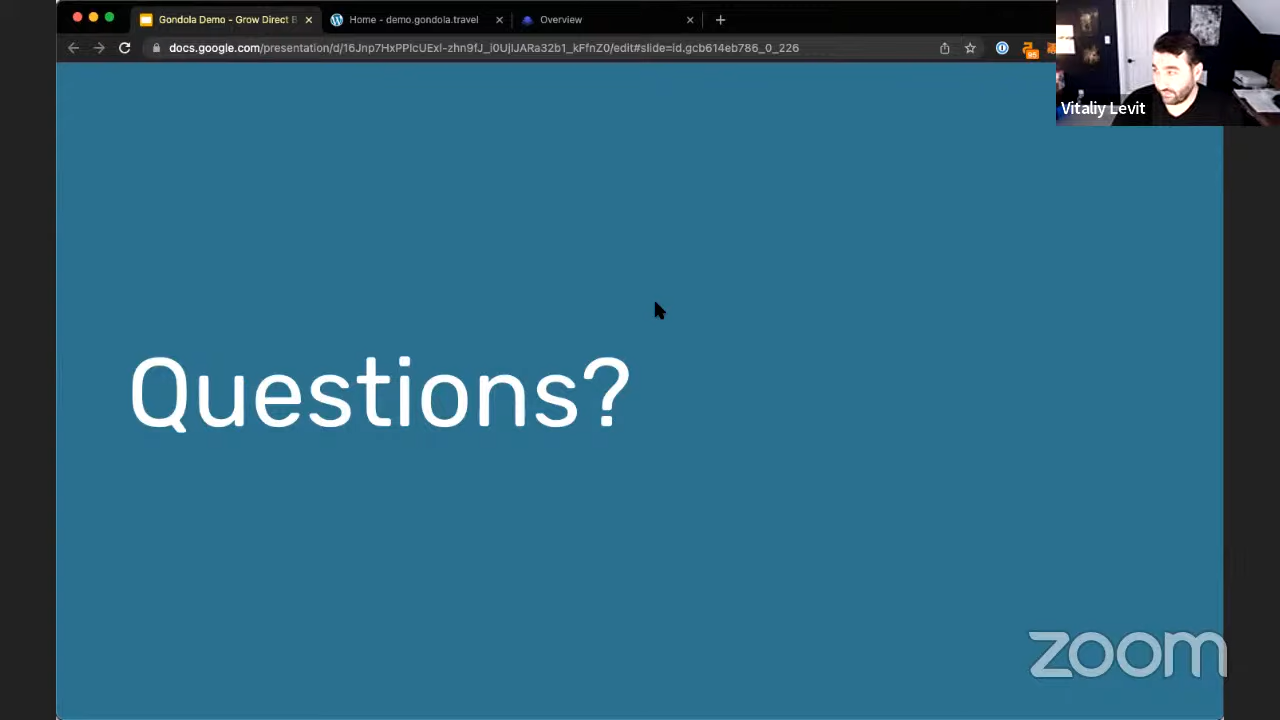 Gondola Demo - Grow Direct B
Home - demo.gondola.travel
Overview
docs.google.com/presentation/d/16Jnp7HxPPlcUExl-zhn9fJ_i0UjlJARa32b1_kFfnZ0/edit#slide=id.gcb614eb786_0_226
95
Vitaliy Levit
Questions?
zoom